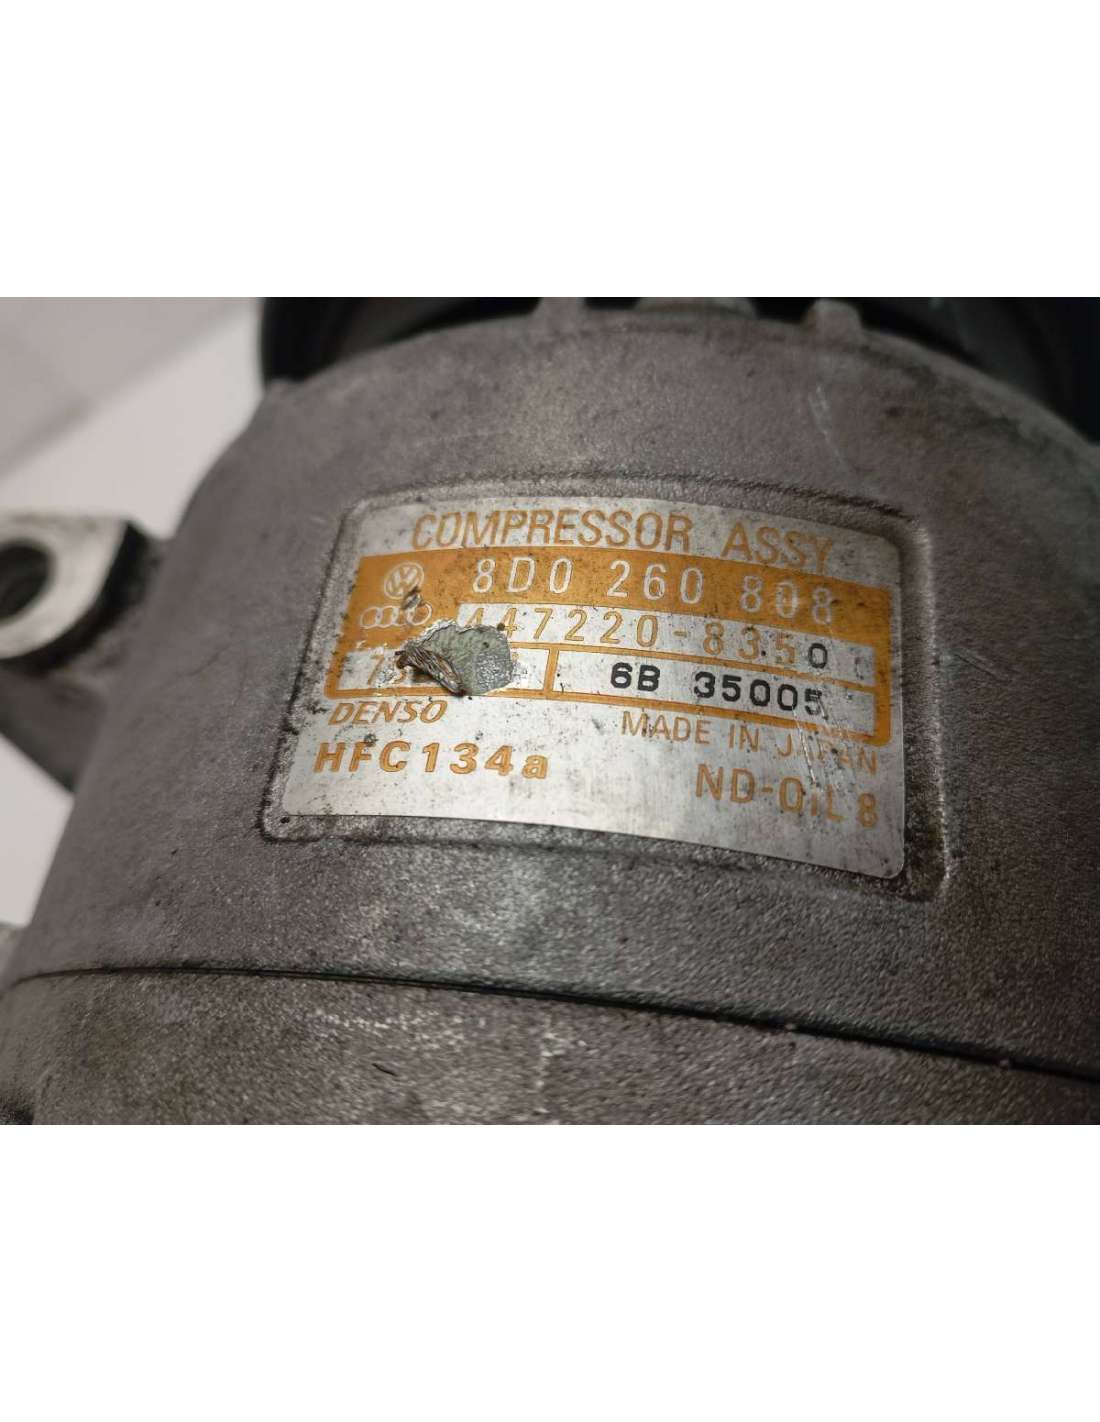 COMPRESSOR ASSY
8D0 260 808
447220-8350
6B 35005
DENSO
MADE IN JAPAN
HFC134a
ND-OIL 8